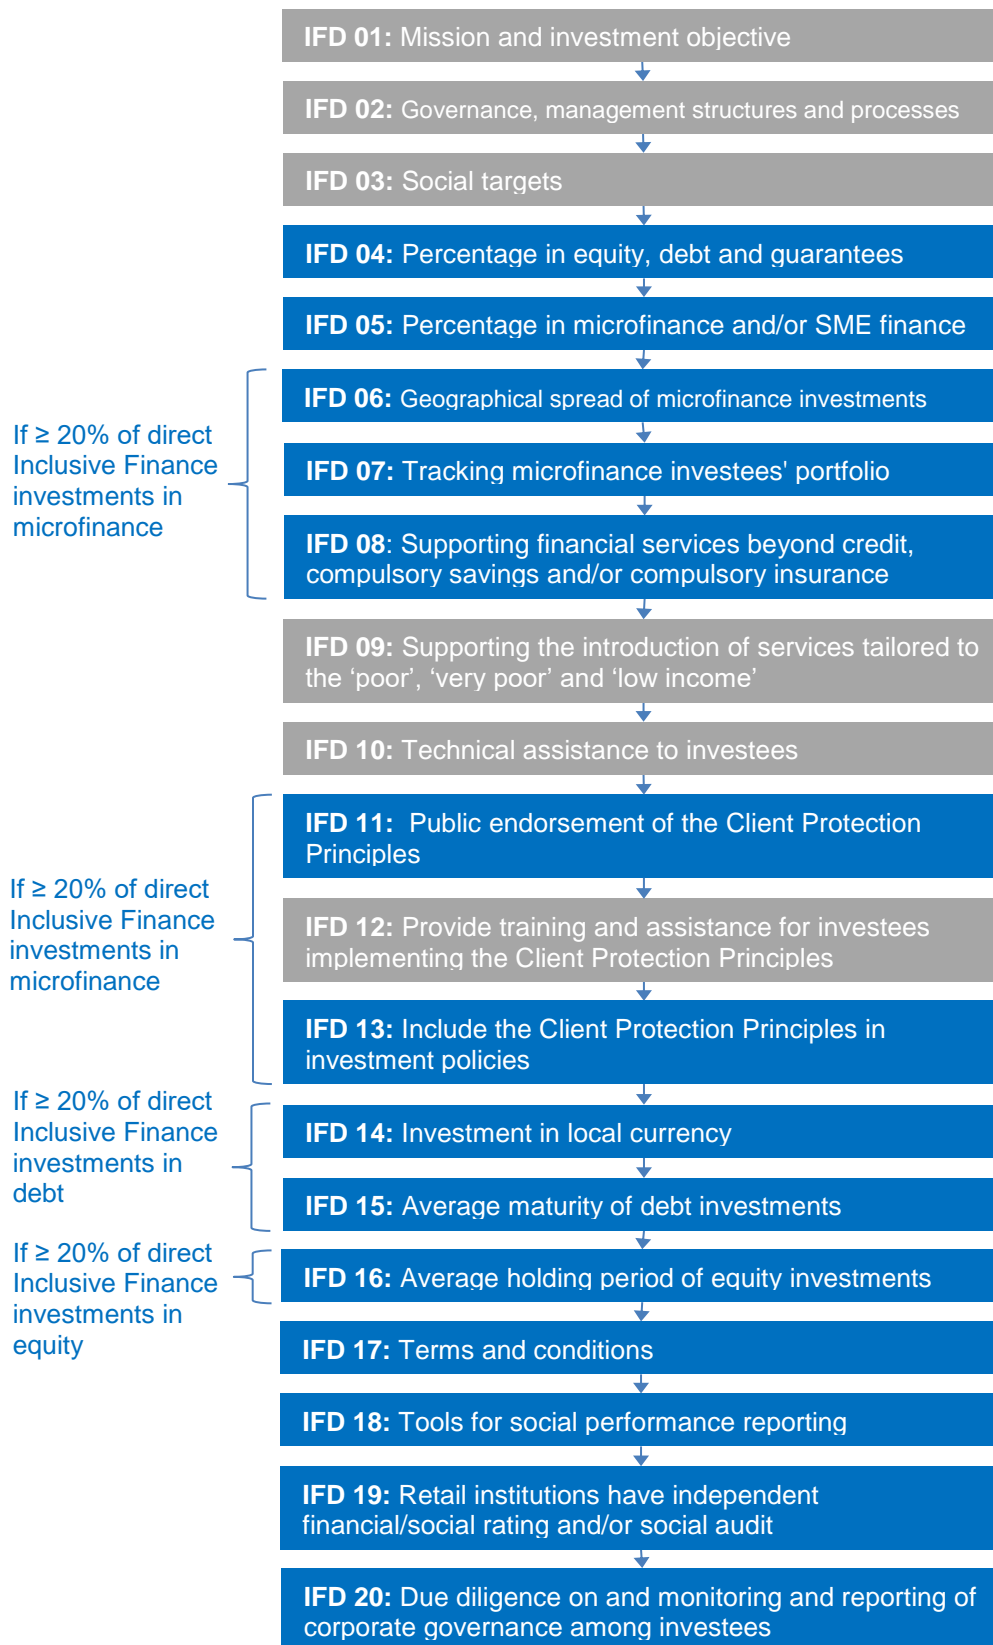 IFD 01: Mission and investment objective
IFD 02: Governance, management structures and processes
IFD 03: Social targets
IFD 04: Percentage in equity, debt and guarantees
IFD 05: Percentage in microfinance and/or SME finance
If ≥ 20% of direct
Inclusive Finance
investments in
microfinance
IFD 06: Geographical spread of microfinance investments
IFD 07: Tracking microfinance investees' portfolio
IFD 08: Supporting financial services beyond credit,
compulsory savings and/or compulsory insurance
IFD 09: Supporting the introduction of services tailored to
the ‘poor’, ‘very poor’ and ‘low income’
IFD 10: Technical assistance to investees
If ≥ 20% of direct
Inclusive Finance
investments in
microfinance
IFD 11:  Public endorsement of the Client Protection
Principles
IFD 12: Provide training and assistance for investees
implementing the Client Protection Principles
IFD 13: Include the Client Protection Principles in
investment policies
If ≥ 20% of direct
Inclusive Finance
investments in
debt
IFD 14: Investment in local currency
IFD 15: Average maturity of debt investments
If ≥ 20% of direct
Inclusive Finance
investments in
equity
IFD 16: Average holding period of equity investments
IFD 17: Terms and conditions
IFD 18: Tools for social performance reporting
IFD 19: Retail institutions have independent
financial/social rating and/or social audit
IFD 20: Due diligence on and monitoring and reporting of
corporate governance among investees